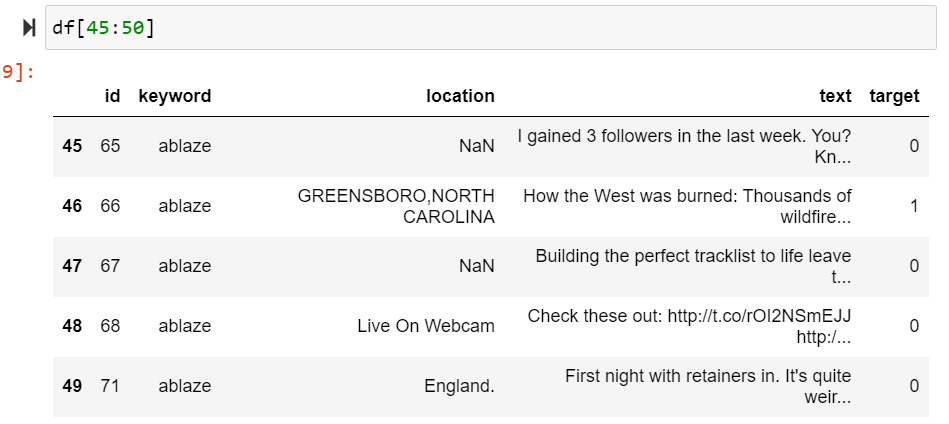 df[45:50]
9]:
id keyword location text target
45 65 ablaze NaN I gained 3 followers in the last week. You? Kn... 0
46 66 ablaze GREENSBORO,NORTH CAROLINA How the West was burned: Thousands of wildfire... 1
47 67 ablaze NaN Building the perfect tracklist to life leave t... 0
48 68 ablaze Live On Webcam Check these out: http://t.co/rOI2NSmEJJ http:/... 0
49 71 ablaze England. First night with retainers in. It's quite weir... 0